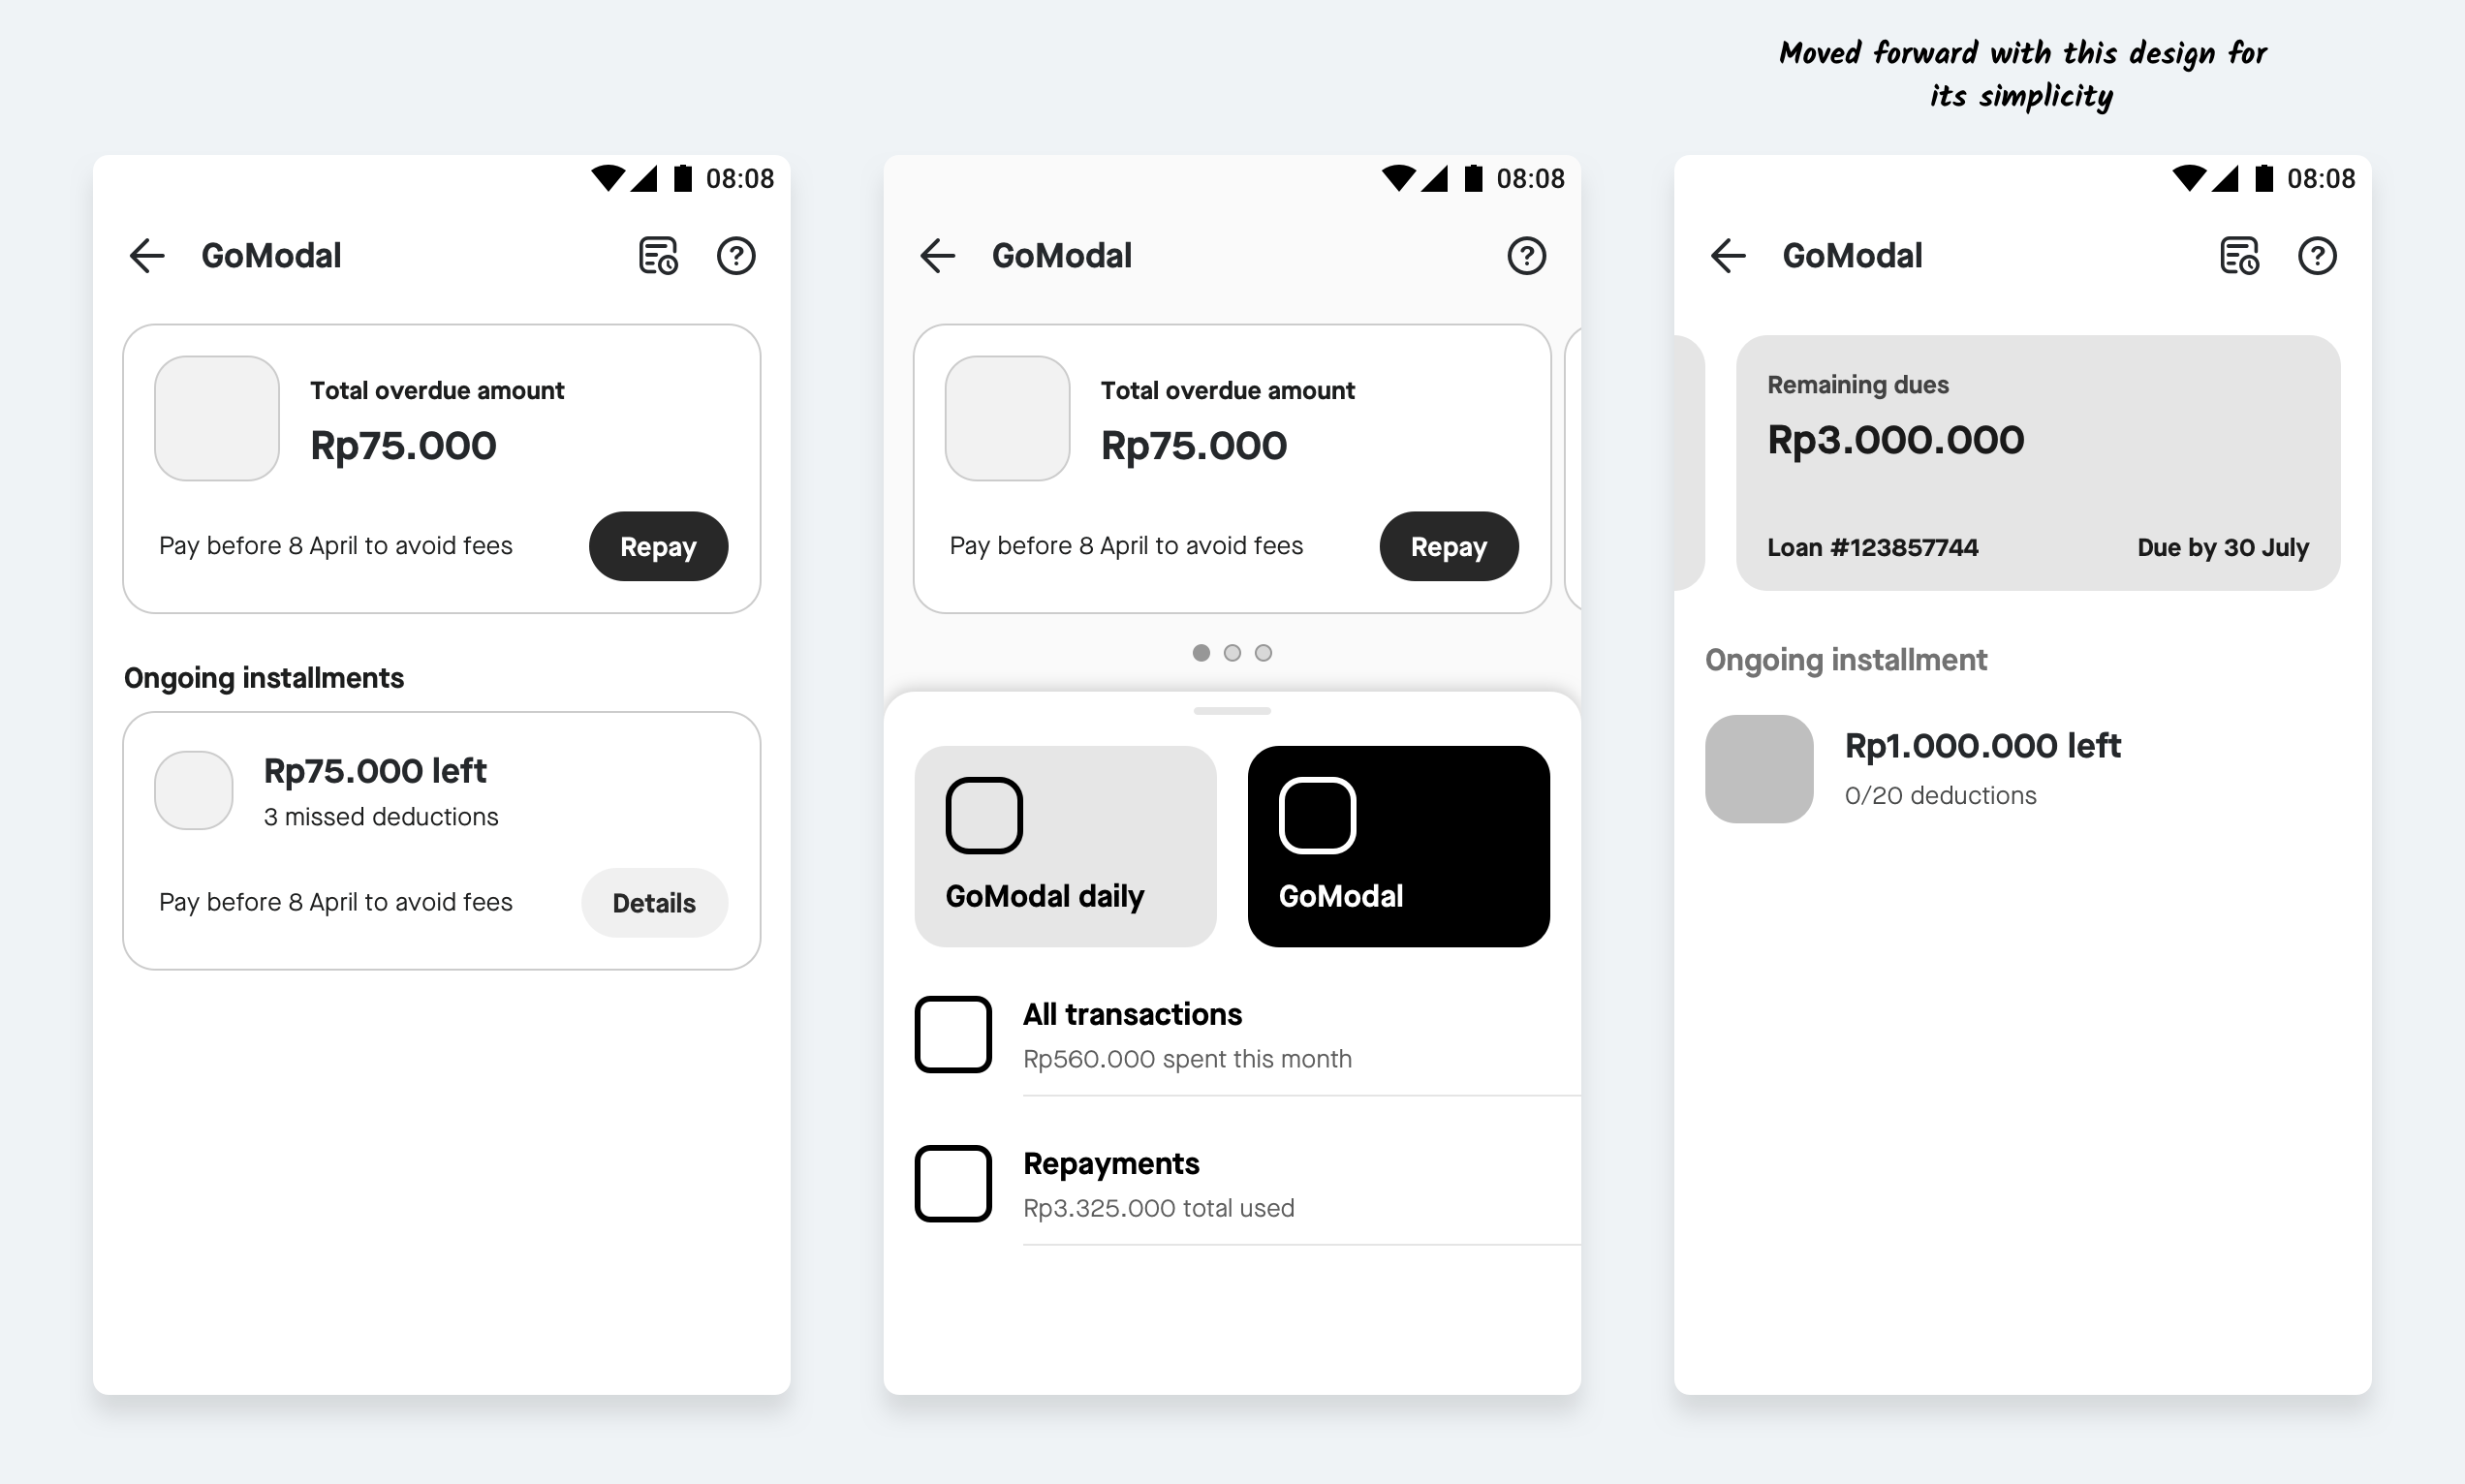 Moved forward with this design for
its simplicity
08:08
GoModal
Total overdue amount
Rp75.000
Pay before 8 April to avoid fees
Repay
Ongoing installments
Rp75.000 left
3 missed deductions
Pay before 8 April to avoid fees
Details
08:08
GoModal
Total overdue amount
Rp75.000
Pay before 8 April to avoid fees
Repay
GoModal daily
GoModal
All transactions
Rp560.000 spent this month
Repayments
Rp3.325.000 total used
08:08
GoModal
Remaining dues
Rp3.000.000
Loan #123857744
Due by 30 July
Ongoing installment
Rp1.000.000 left
0/20 deductions